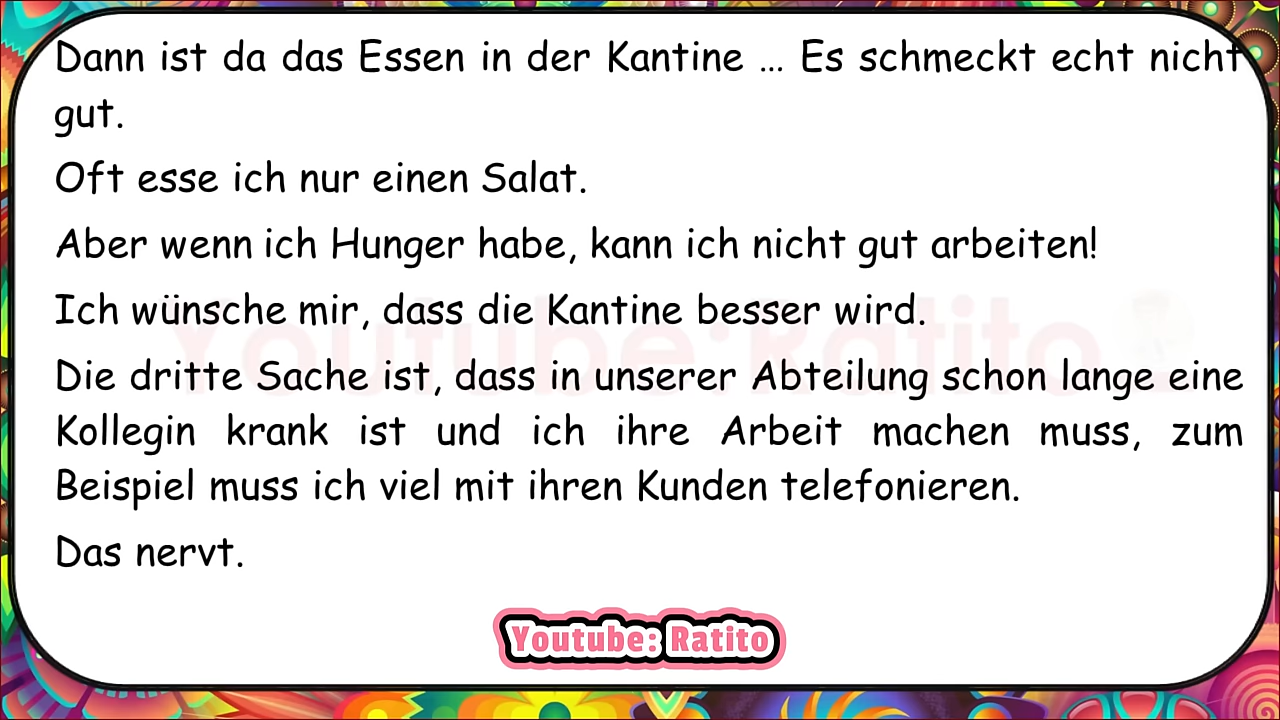 Dann ist da das Essen in der Kantine … Es schmeckt echt nicht
gut.
Oft esse ich nur einen Salat.
Aber wenn ich Hunger habe, kann ich nicht gut arbeiten!
Ich wünsche mir, dass die Kantine besser wird.
Die dritte Sache ist, dass in unserer Abteilung schon lange eine
Kollegin krank ist und ich ihre Arbeit machen muss, zum
Beispiel muss ich viel mit ihren Kunden telefonieren.
Das nervt.
Youtube: Ratito
Youtube: Ratito